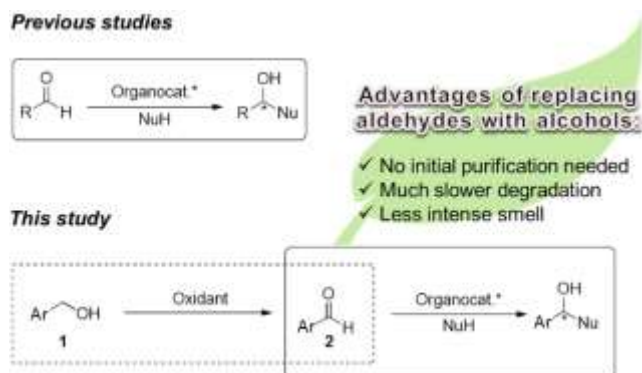 Previous studies
O
R
H
Organocat.*
NuH
OH
R
*
Nu
Advantages of replacing
aldehydes with alcohols:
✓ No initial purification needed
✓ Much slower degradation
✓ Less intense smell
This study
Ar
OH
1
Oxidant
O
Ar
H
2
Organocat.*
NuH
OH
Ar
*
Nu